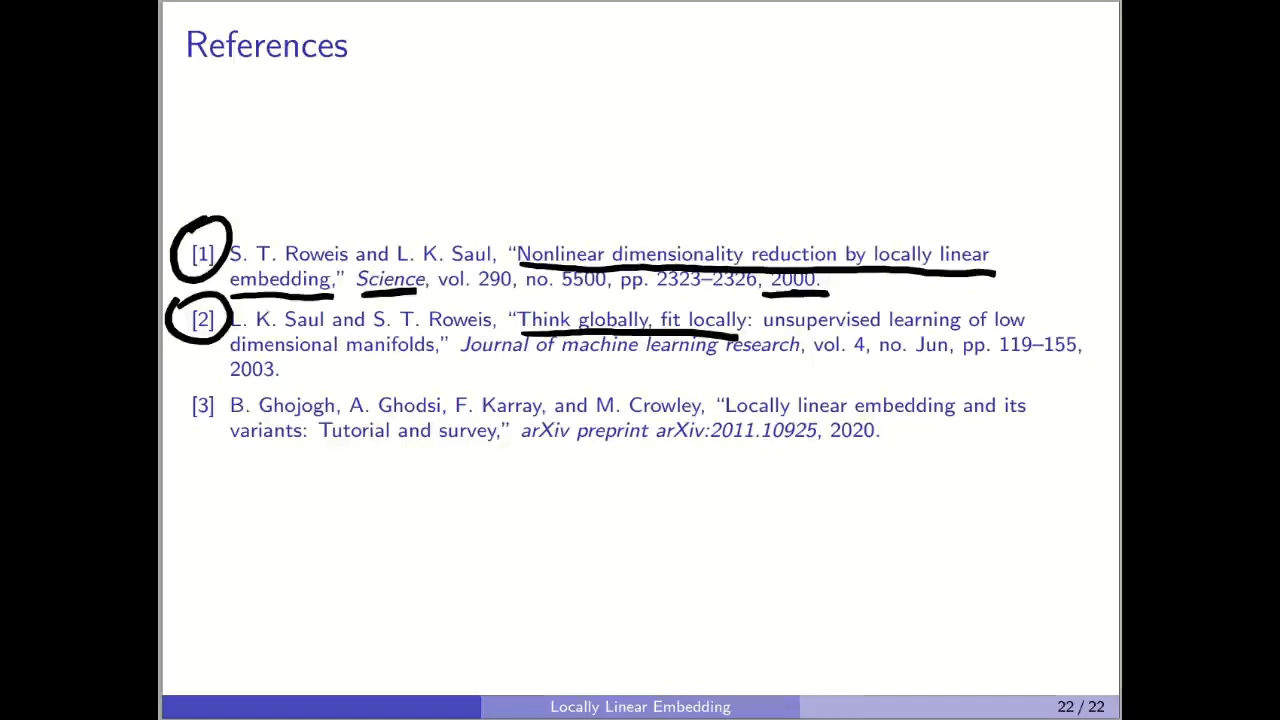 References
[1] S. T. Roweis and L. K. Saul, “Nonlinear dimensionality reduction by locally linear
embedding,” Science, vol. 290, no. 5500, pp. 2323–2326, 2000.
[2] L. K. Saul and S. T. Roweis, “Think globally, fit locally: unsupervised learning of low
dimensional manifolds,” Journal of machine learning research, vol. 4, no. Jun, pp. 119–155,
2003.
[3] B. Ghojogh, A. Ghodsi, F. Karray, and M. Crowley, “Locally linear embedding and its
variants: Tutorial and survey,” arXiv preprint arXiv:2011.10925, 2020.
Locally Linear Embedding 22 / 22